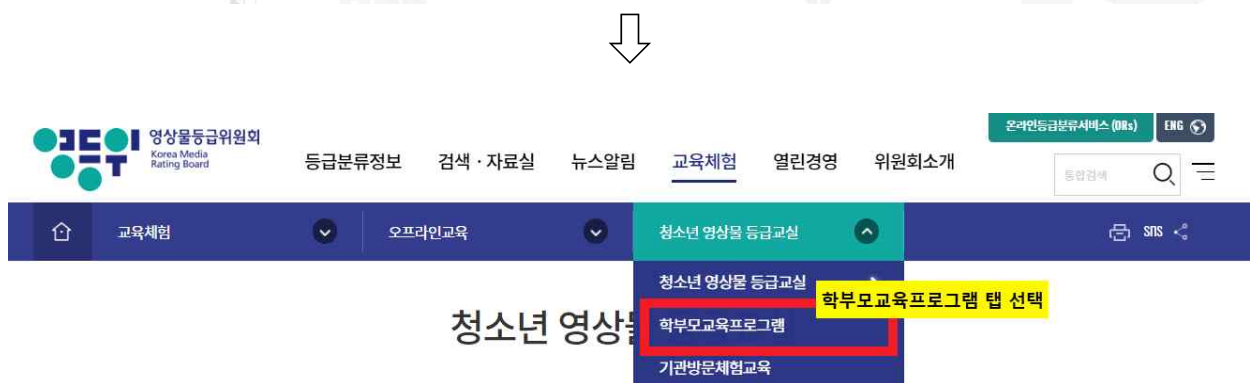 영상물등급위원회
Korea Media
Rating Board
온라인등급분류서비스 (ORs)
ENG
등급분류정보
검색 · 자료실
뉴스알림
교육체험
열린경영
위원회소개
통합검색
교육체험
오프라인교육
청소년 영상물 등급교실
SNS
청소년 영상물 등급교실
학부모교육프로그램 탭 선택
청소년 영상
학부모교육프로그램
기관방문체험교육